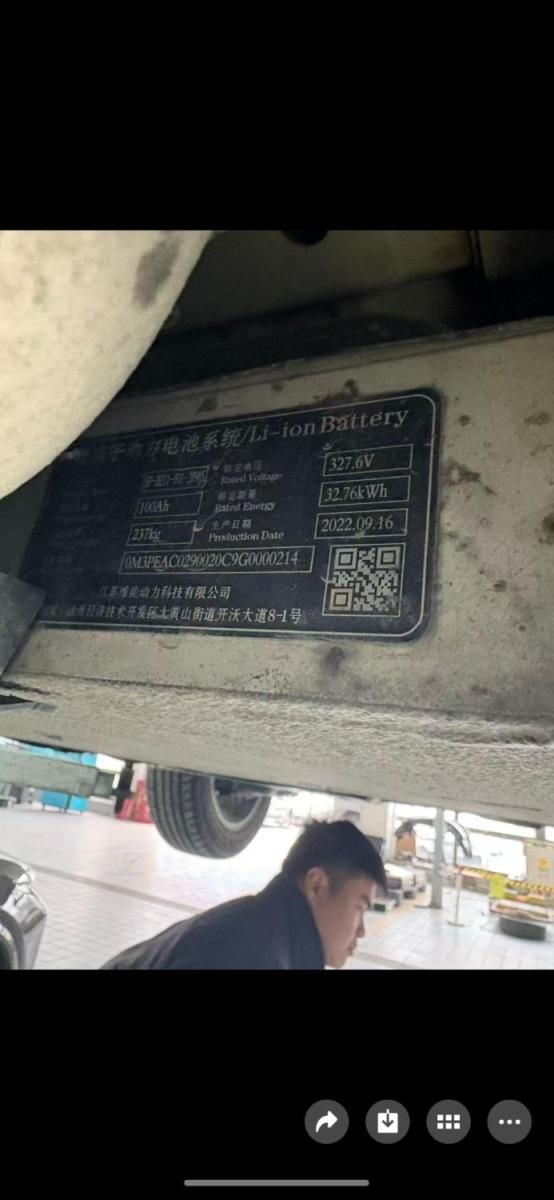 子动力电池系统/Li-ion Battery
额定电压
Rated Voltage
327.6V
100Ah
额定能量
Rated Energy
32.76kWh
237kg
生产日期
Production Date
2022.09.16
0M3PEAC0290020C9G0000214
江苏维能动力科技有限公司
徐州经济技术开发区大黄山街道开沃大道8-1号